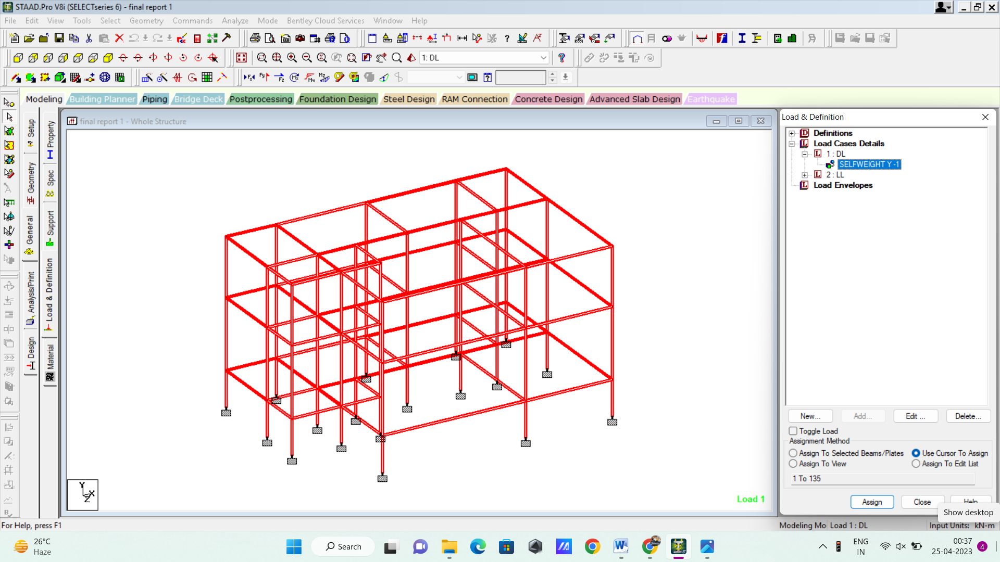 STAAD.Pro V8i (SELECTseries 6) - final report 1
File Edit View Tools Select Geometry Commands Analyze Mode Bentley Cloud Services Window Help
1: DL
Modeling Building Planner Piping Bridge Deck Postprocessing Foundation Design Steel Design RAM Connection Concrete Design Advanced Slab Design Earthquake
Setup
Geometry
General
Analysis/Print
Design
Property
Spec
Support
Load & Definition
Material
final report 1 - Whole Structure
Y
X
Z
Load 1
Load & Definition
Definitions
Load Cases Details
1 : DL
SELFWEIGHT Y -1
2 : LL
Load Envelopes
New... Add... Edit ... Delete...
Toggle Load
Assignment Method
Assign To Selected Beams/Plates Use Cursor To Assign
Assign To View Assign To Edit List
1 To 135
Assign Close Help
Show desktop
For Help, press F1 Modeling Mo Load 1 : DL Input Units: kN-m
26°C
Haze
Search
ENG
IN
00:37
25-04-2023
4